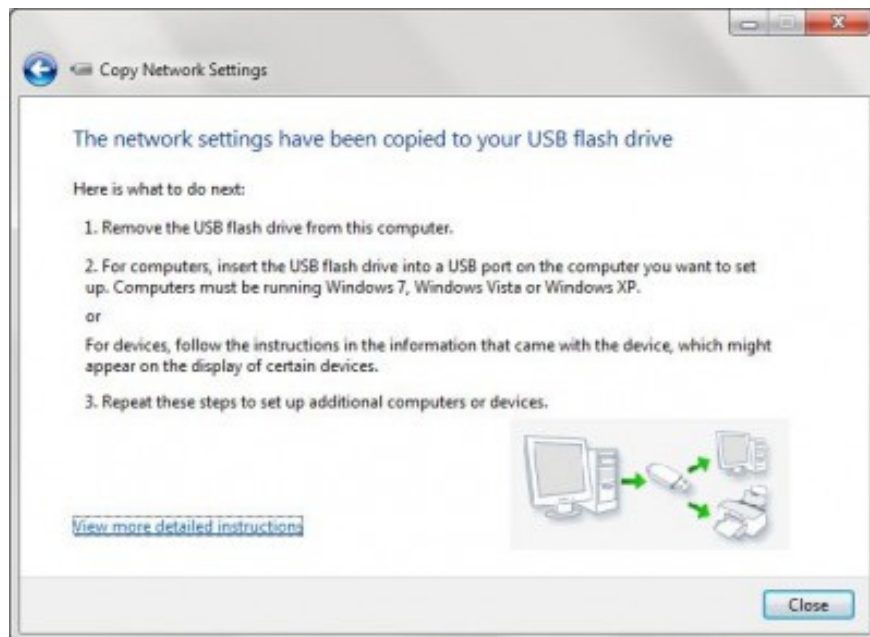 Copy Network Settings
The network settings have been copied to your USB flash drive
Here is what to do next:
1. Remove the USB flash drive from this computer.
2. For computers, insert the USB flash drive into a USB port on the computer you want to set
up. Computers must be running Windows 7, Windows Vista or Windows XP.
or
For devices, follow the instructions in the information that came with the device, which might
appear on the display of certain devices.
3. Repeat these steps to set up additional computers or devices.
View more detailed instructions
Close